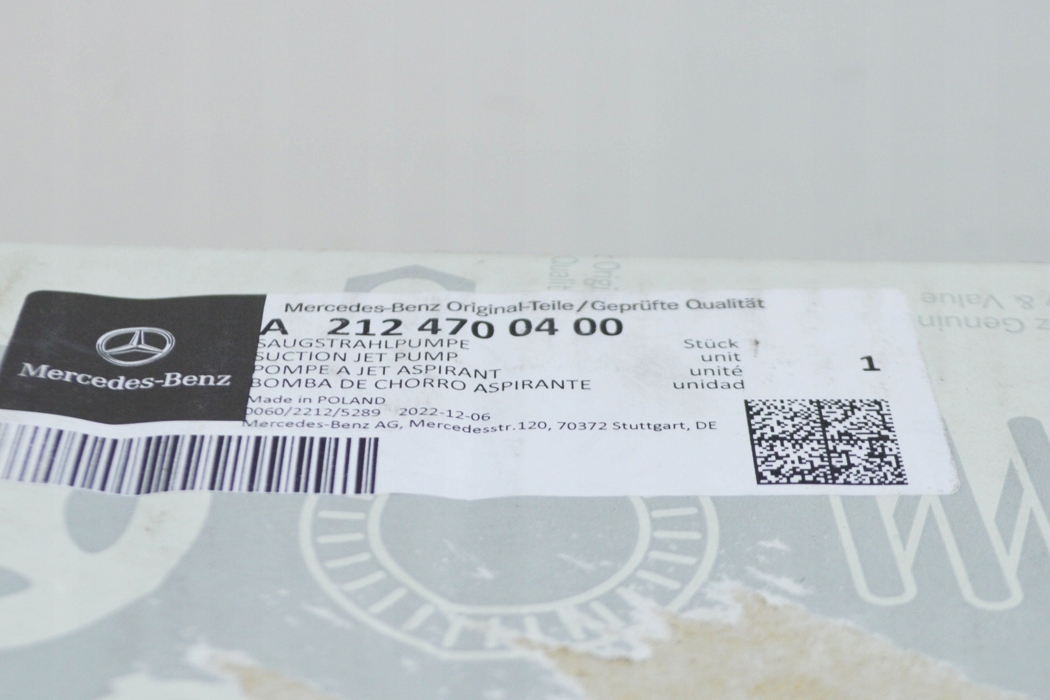 Mercedes-Benz Original-Teile/Geprüfte Qualität
A 212 470 04 00
SAUGSTRAHLPUMPE Stück
SUCTION JET PUMP unit
POMPE A JET ASPIRANT unité
BOMBA DE CHORRO ASPIRANTE unidad
1
Mercedes-Benz
Made in POLAND
0060/2212/5289 2022-12-06
Mercedes-Benz AG, Mercedesstr.120, 70372 Stuttgart, DE
& Value
z Genuin